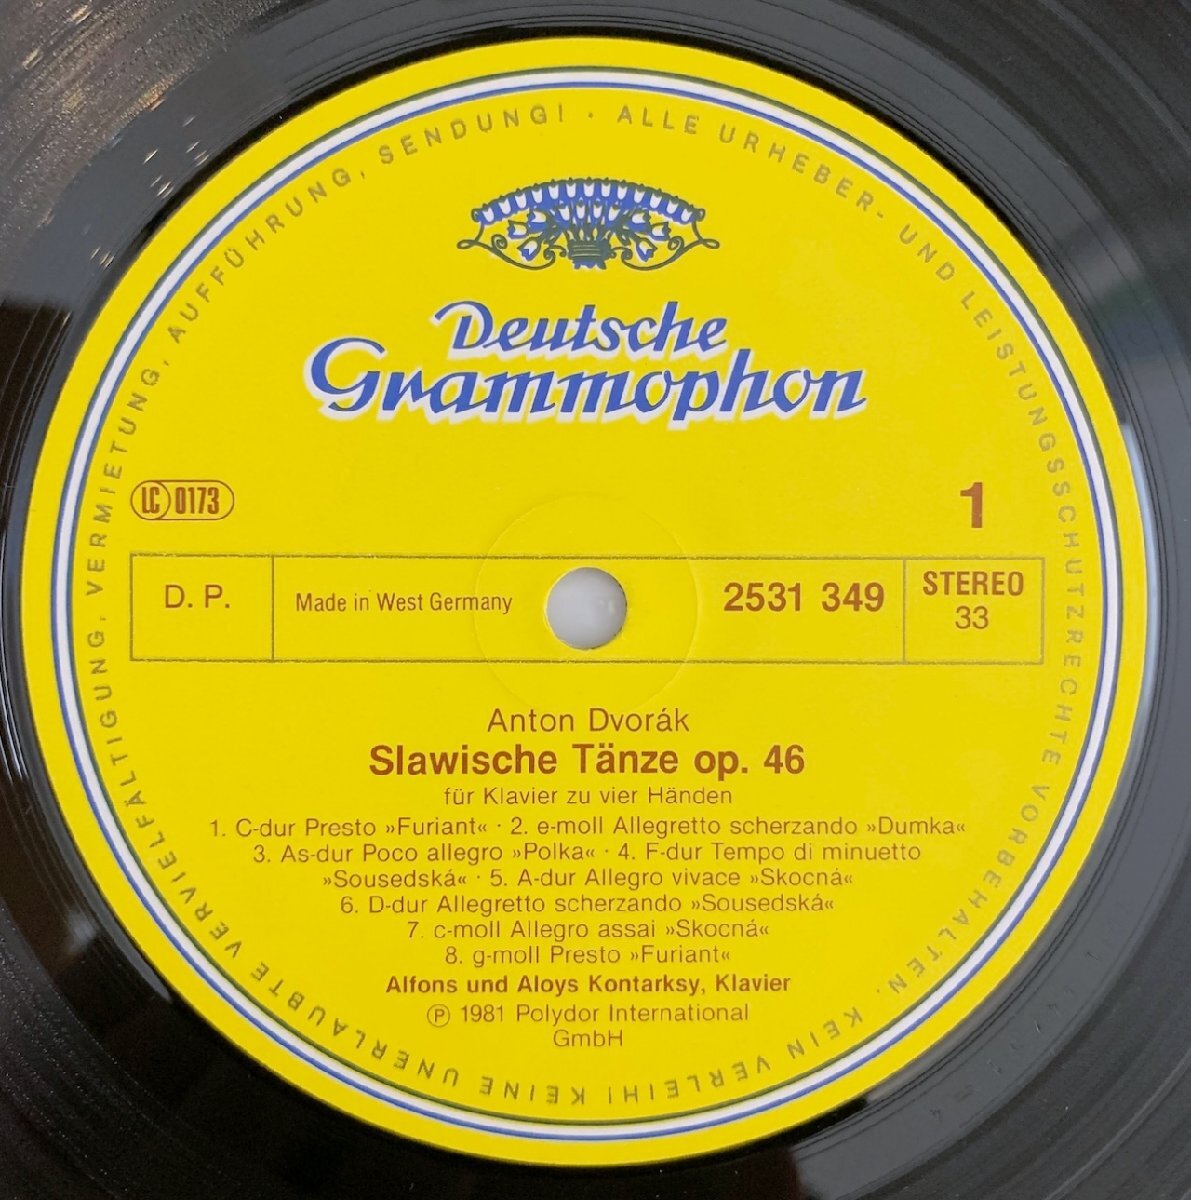 ALLE URHEBER- UND LEISTUNGSSCHUTZRECHTE VORBEHALTEN · KEIN VERLEIH! KEINE UNERLAUBTE VERVIELFÄLTIGUNG, VERMIETUNG, AUFFÜHRUNG, SENDUNG! ·
Deutsche
Grammophon
LC 0173
1
D. P.
Made in West Germany
2531 349
STEREO
33
Anton Dvorák
Slawische Tänze op. 46
für Klavier zu vier Händen
1. C-dur Presto »Furiant« · 2. e-moll Allegretto scherzando »Dumka«
3. As-dur Poco allegro »Polka« · 4. F-dur Tempo di minuetto
»Sousedská« · 5. A-dur Allegro vivace »Skocná«
6. D-dur Allegretto scherzando »Sousedská«
7. c-moll Allegro assai »Skocná«
8. g-moll Presto »Furiant«
Alfons und Aloys Kontarksy, Klavier
℗ 1981 Polydor International
GmbH